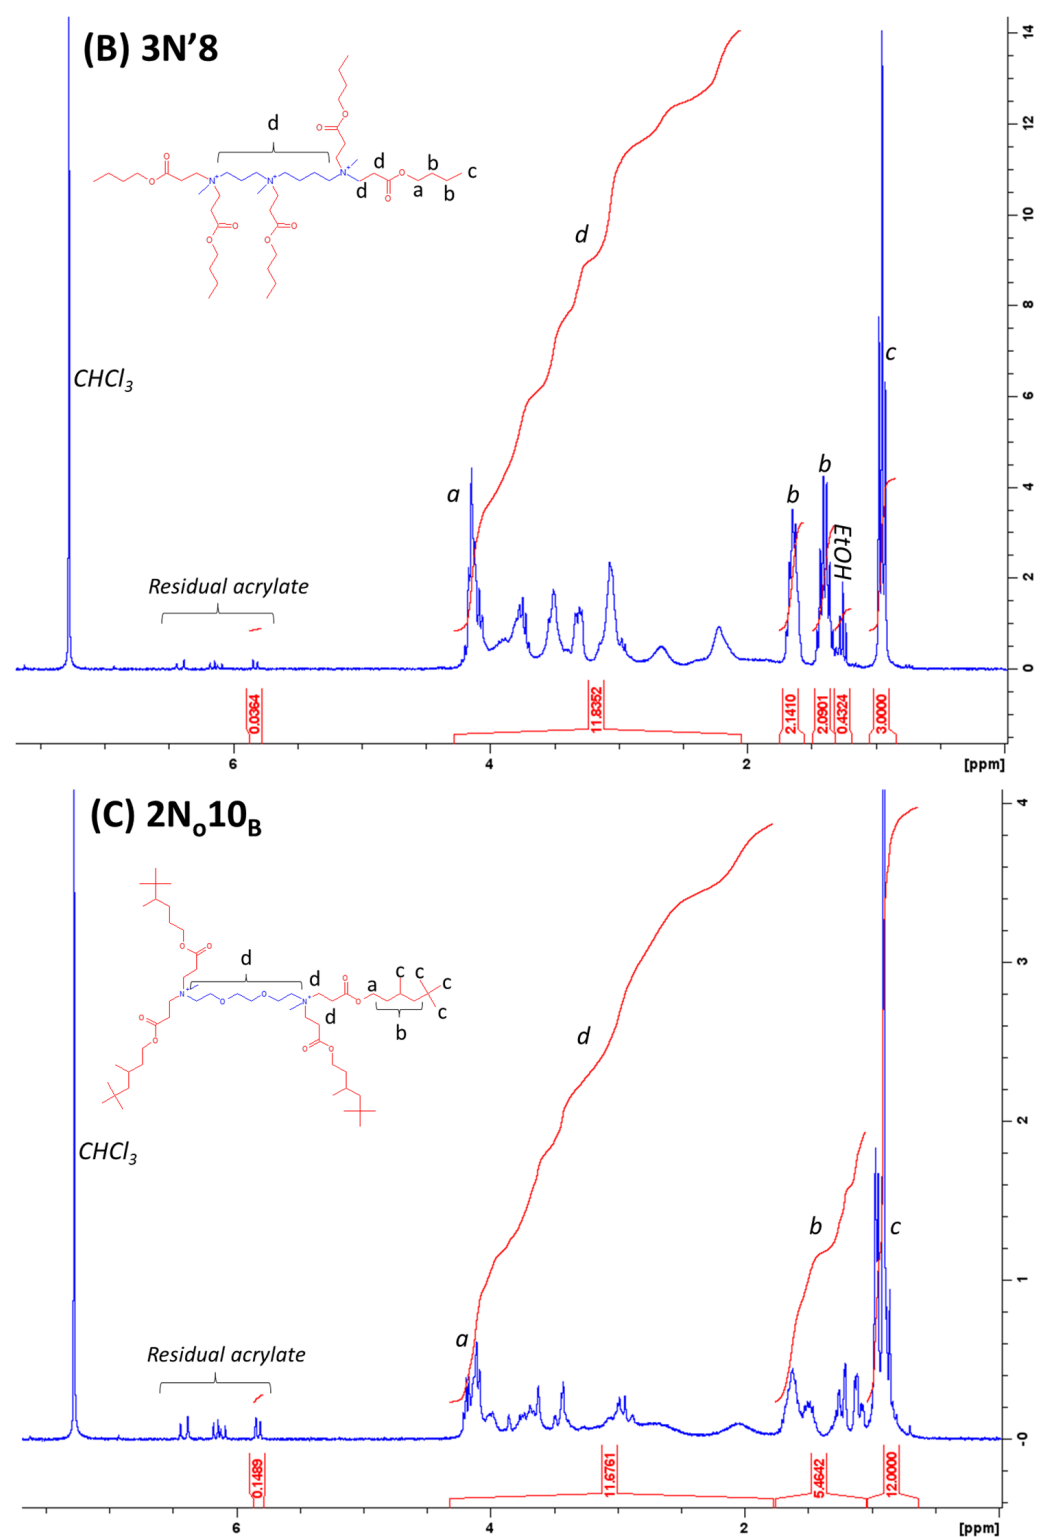 (B) 3N'8
d
O
O
O
O
N+
N+
N+
d
b
c
d
a
b
O
O
O
O
O
O
CHCl3
Residual acrylate
a
d
b
b
EtOH
c
14
12
10
8
6
4
2
0
0.0364
11.8352
2.1410
2.0901
0.4324
3.0000
6
4
2
[ppm]
(C) 2No10B
O
O
d
d
a
c
c
c
c
N+
O
O
N+
d
b
O
O
O
O
O
O
CHCl3
Residual acrylate
a
d
b
c
4
3
2
1
-0
0.1489
11.6761
5.4642
12.0000
6
4
2
[ppm]